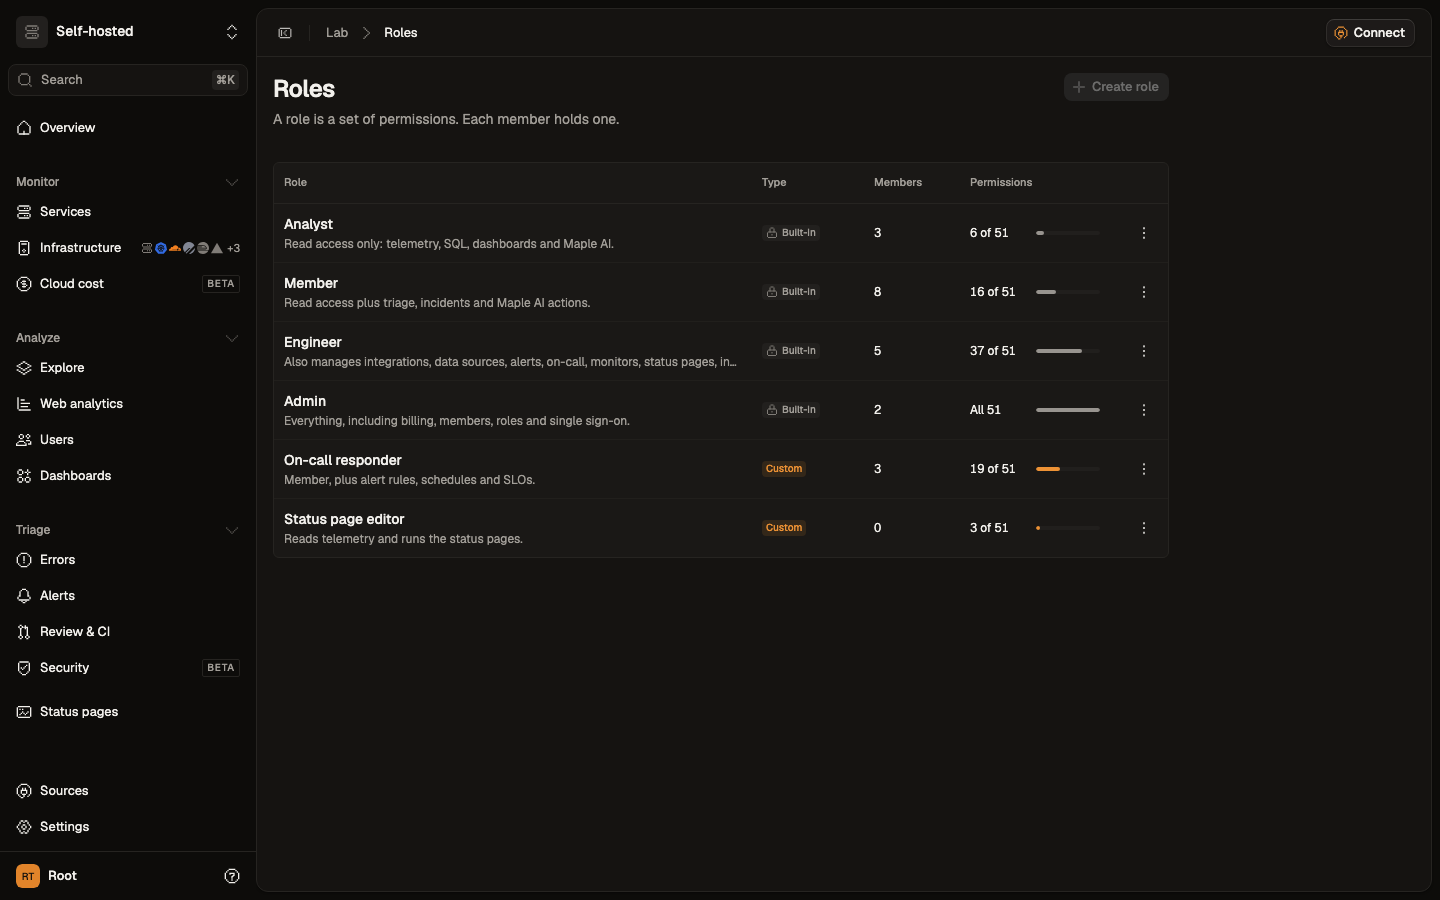 Self-hosted
Search ⌘K
Overview
Monitor
Services
Infrastructure +3
Cloud cost BETA
Analyze
Explore
Web analytics
Users
Dashboards
Triage
Errors
Alerts
Review & CI
Security BETA
Status pages
Sources
Settings
RT Root
Lab Roles
Connect
Roles
Create role
A role is a set of permissions. Each member holds one.
Role Type Members Permissions
Analyst
Read access only: telemetry, SQL, dashboards and Maple AI.
Built-in 3 6 of 51
Member
Read access plus triage, incidents and Maple AI actions.
Built-in 8 16 of 51
Engineer
Also manages integrations, data sources, alerts, on-call, monitors, status pages, in...
Built-in 5 37 of 51
Admin
Everything, including billing, members, roles and single sign-on.
Built-in 2 All 51
On-call responder
Member, plus alert rules, schedules and SLOs.
Custom 3 19 of 51
Status page editor
Reads telemetry and runs the status pages.
Custom 0 3 of 51